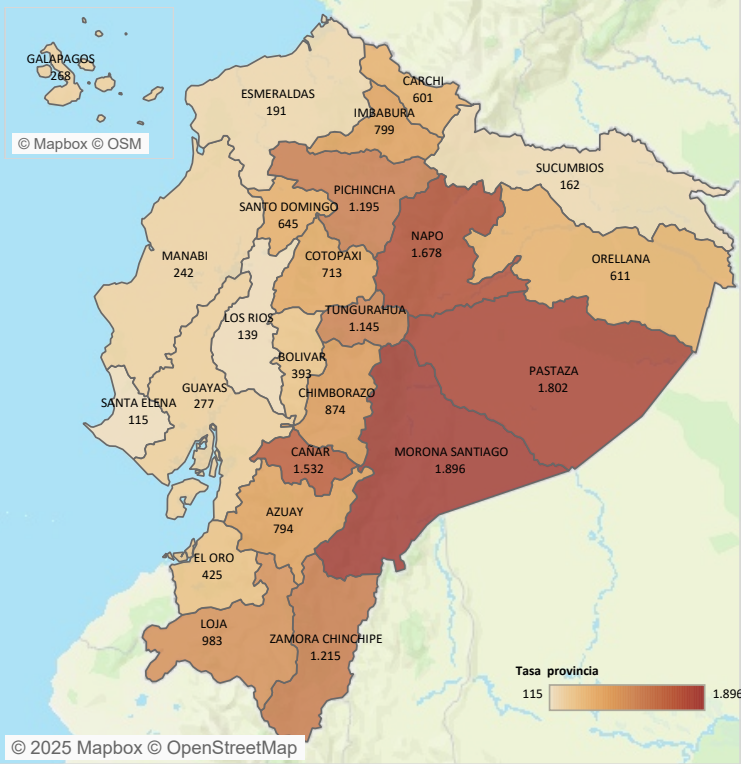 GALAPAGOS
268
© Mapbox © OSM
ESMERALDAS
191
CARCHI
601
IMBABURA
799
SUCUMBIOS
162
PICHINCHA
1.195
SANTO DOMINGO
645
NAPO
1.678
MANABI
242
COTOPAXI
713
ORELLANA
611
LOS RIOS
139
TUNGURAHUA
1.145
BOLIVAR
393
PASTAZA
1.802
SANTA ELENA
115
GUAYAS
277
CHIMBORAZO
874
CAÑAR
1.532
MORONA SANTIAGO
1.896
AZUAY
794
EL ORO
425
LOJA
983
ZAMORA CHINCHIPE
1.215
Tasa provincia
115 1.896
© 2025 Mapbox © OpenStreetMap